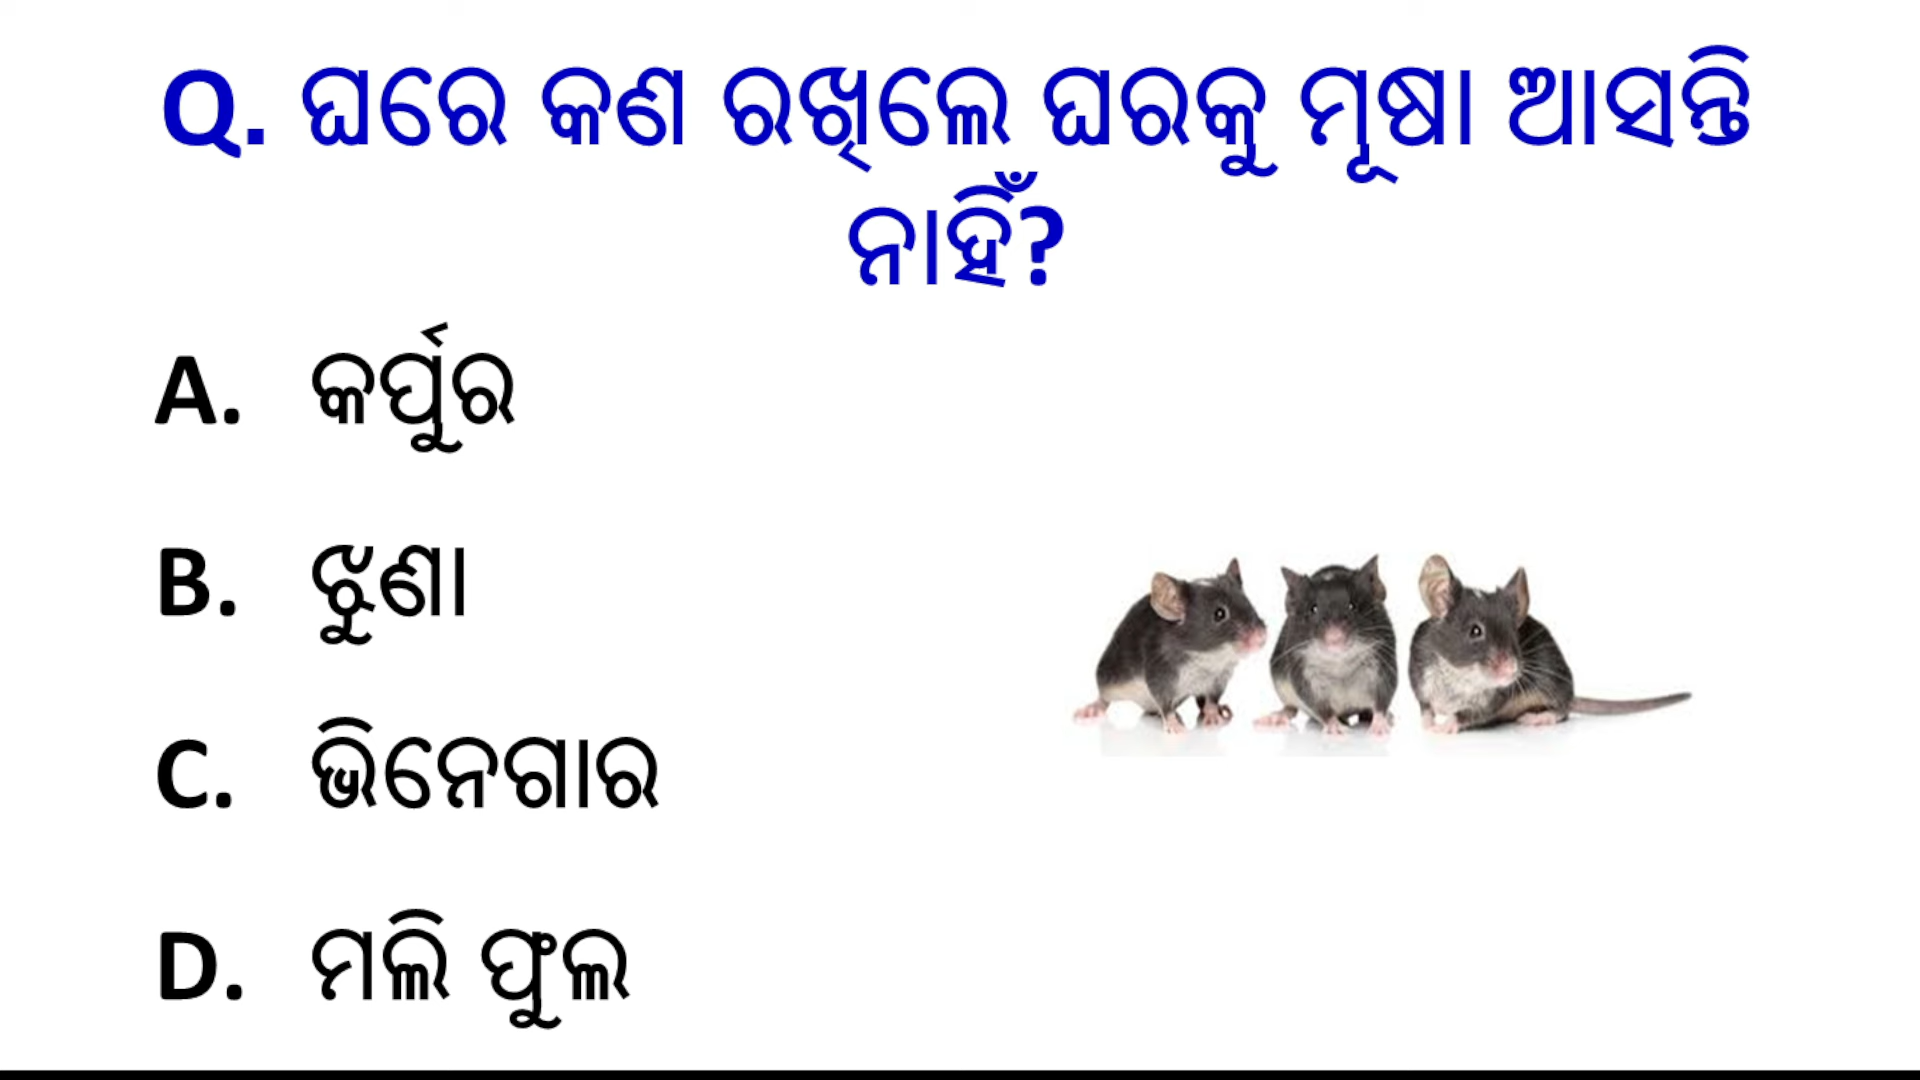 Q. ଘରେ କଣ ରଖିଲେ ଘରକୁ ମୂଷା ଆସନ୍ତି
ନାହିଁ?
A. କର୍ପୁର
B. ଝୁଣା
C. ଭିନେଗାର
D. ମଲି ଫୁଲ